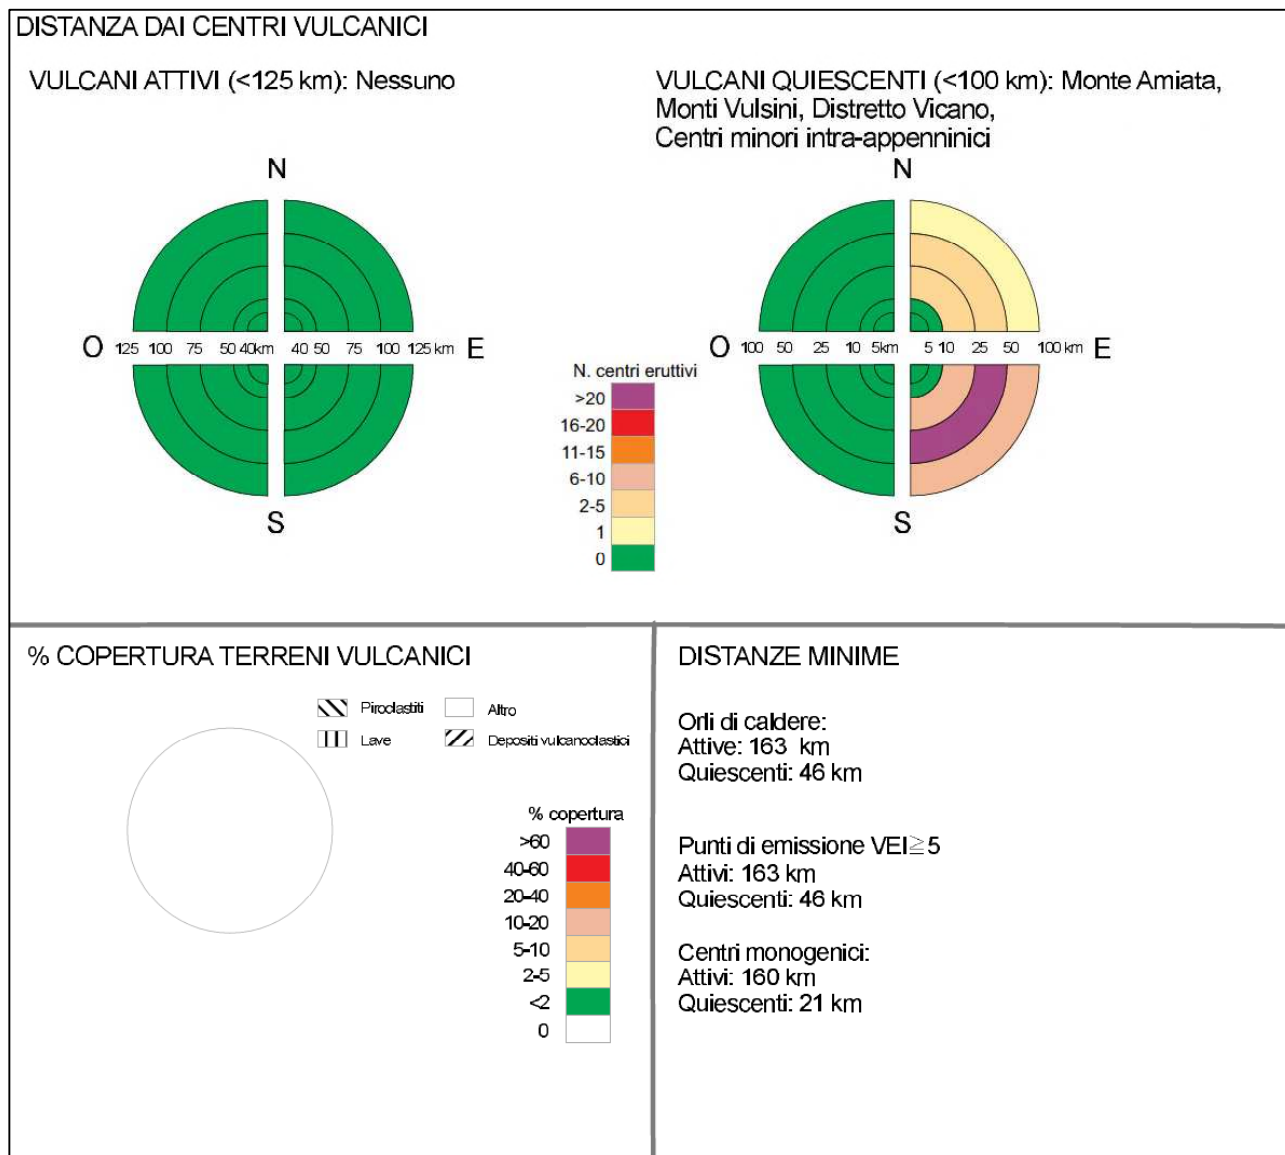 DISTANZA DAI CENTRI VULCANICI
VULCANI ATTIVI (<125 km): Nessuno
VULCANI QUIESCENTI (<100 km): Monte Amiata,
Monti Vulsini, Distretto Vicano,
Centri minori intra-appenninici
N
O 125 100 75 50 40km 40 50 75 100 125 km E
S
N
O 100 50 25 10 5km 5 10 25 50 100 km E
S
N. centri eruttivi
>20
16-20
11-15
6-10
2-5
1
0
% COPERTURA TERRENI VULCANICI
Piroclastiti
Altro
Lave
Depositi vulcanoclastici
% copertura
>60
40-60
20-40
10-20
5-10
2-5
<2
0
DISTANZE MINIME
Orli di caldere:
Attive: 163 km
Quiescenti: 46 km
Punti di emissione VEI≧5
Attivi: 163 km
Quiescenti: 46 km
Centri monogenici:
Attivi: 160 km
Quiescenti: 21 km